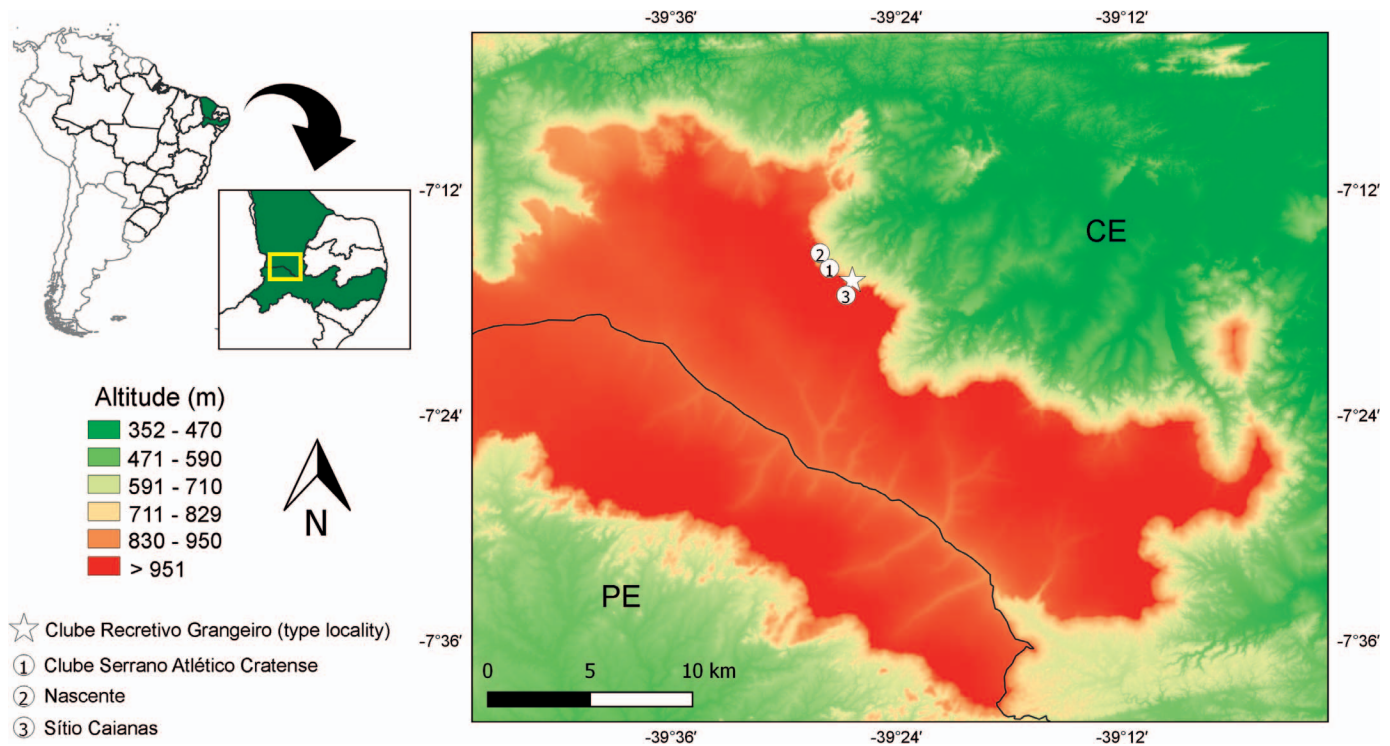 -39°36′ -39°24′ -39°12′
-7°12′ -7°12′
CE
2
1
3
Altitude (m)
352 - 470
471 - 590
591 - 710
711 - 829
830 - 950
> 951
N
-7°24′ -7°24′
PE
-7°36′ -7°36′
0 5 10 km
Clube Recretivo Grangeiro (type locality)
1 Clube Serrano Atlético Cratense
2 Nascente
3 Sítio Caianas
-39°36′ -39°24′ -39°12′